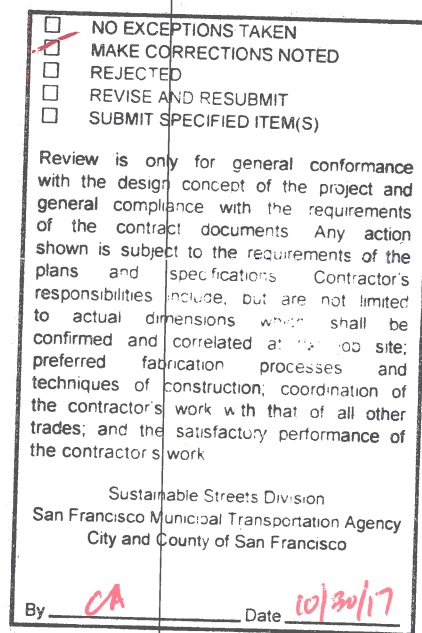 NO EXCEPTIONS TAKEN
MAKE CORRECTIONS NOTED
REJECTED
REVISE AND RESUBMIT
SUBMIT SPECIFIED ITEM(S)
Review is only for general conformance
with the design concept of the project and
general compliance with the requirements
of the contract documents Any action
shown is subject to the requirements of the
plans and specifications Contractor's
responsibilities include, but are not limited
to actual dimensions which shall be
confirmed and correlated at job site;
preferred fabrication processes and
techniques of construction; coordination of
the contractor's work with that of all other
trades; and the satisfactory performance of
the contractor s work
Sustainable Streets Division
San Francisco Municipal Transportation Agency
City and County of San Francisco
By CA Date 10/30/17